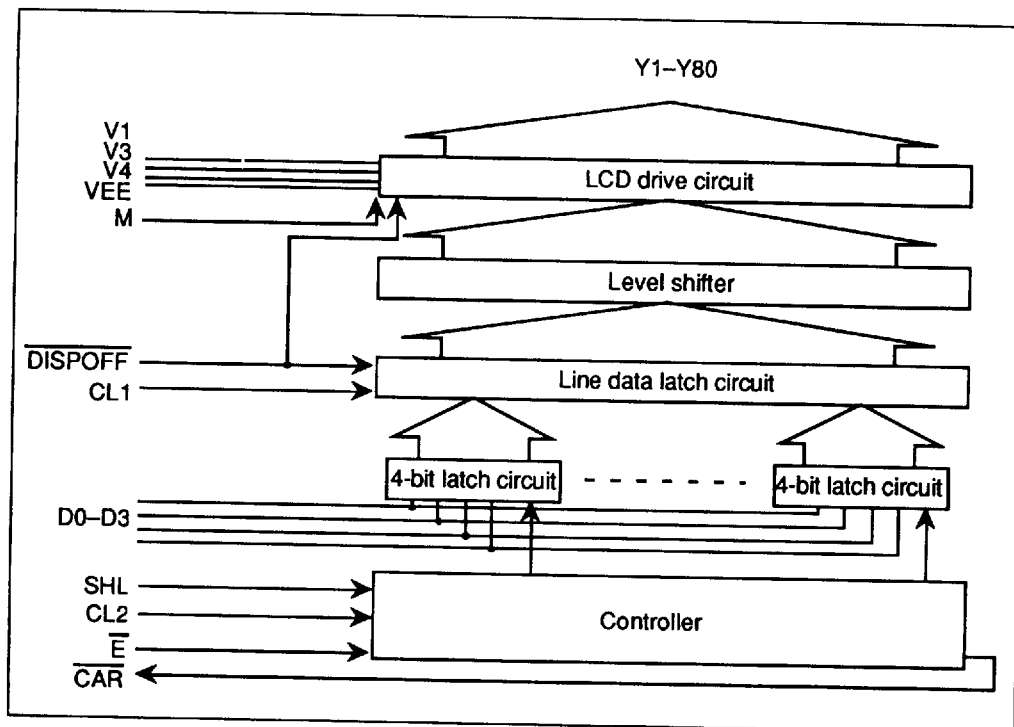 Y1–Y80
V1
V3
V4
VEE
M
LCD drive circuit
Level shifter
DISPOFF
CL1
Line data latch circuit
4-bit latch circuit
4-bit latch circuit
D0–D3
SHL
CL2
E
CAR
Controller